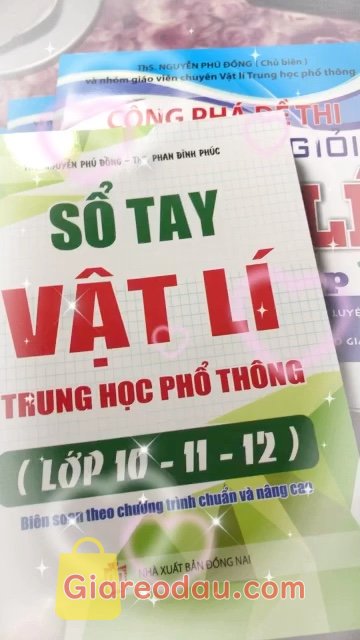 ThS. NGUYỄN PHÚ ĐỒNG (Chủ biên)
và nhóm giáo viên chuyên Vật lí Trung học phổ thông
CÔNG PHÁ ĐỀ THI
GIỎI
NGUYỄN PHÚ ĐỒNG - ThS. PHAN ĐÌNH PHÚC
SỔ TAY
VẬT LÍ
TRUNG HỌC PHỔ THÔNG
( LỚP 10 - 11 - 12 )
Biên soạn theo chương trình chuẩn và nâng cao
NHÀ XUẤT BẢN ĐỒNG NAI
Giareodau.com